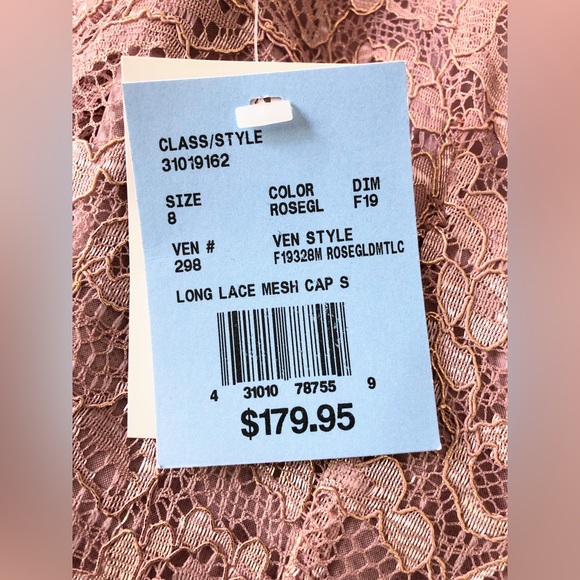 CLASS/STYLE
31019162
SIZE COLOR DIM
8 ROSEGL F19
VEN # VEN STYLE
298 F19328M ROSEGLDMTLC
LONG LACE MESH CAP S
4 31010 78755 9
$179.95